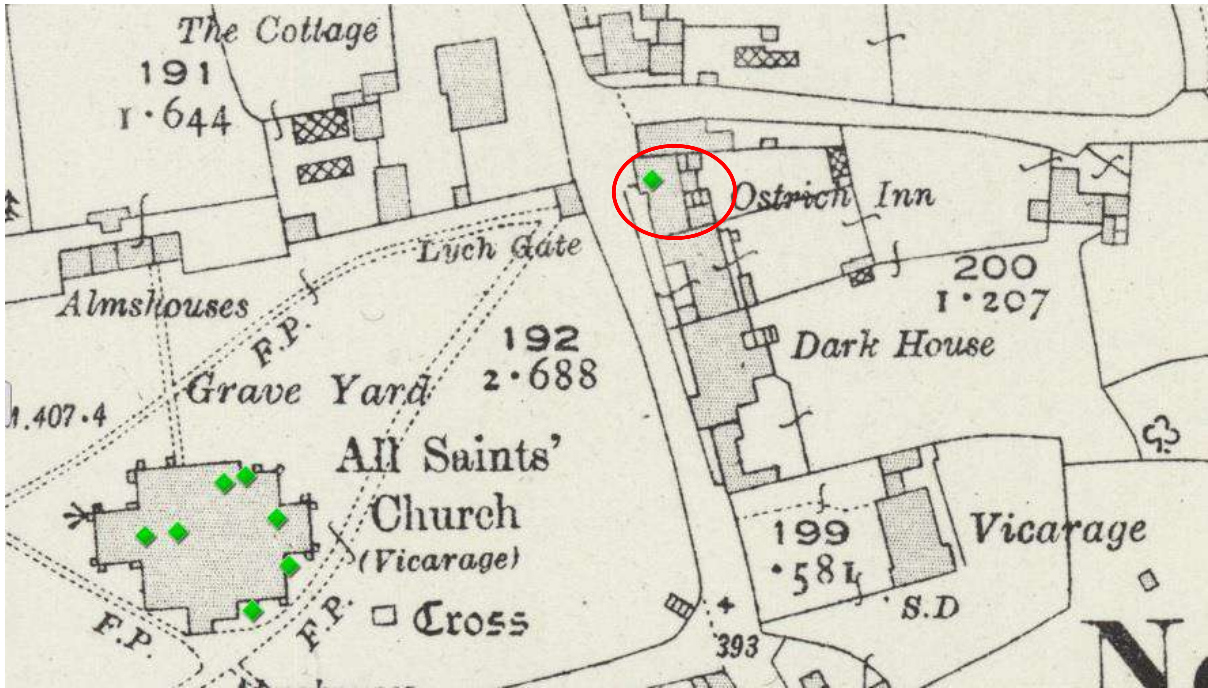 The Cottage
191
1·644
Ostrich Inn
Lych Gate
Almshouses
F.P.
200
1·207
192
2·688
Dark House
Grave Yard
407·4
All Saints'
Church
(Vicarage)
199
·581
Vicarage
S.D
F.P.
F.P.
Cross
393